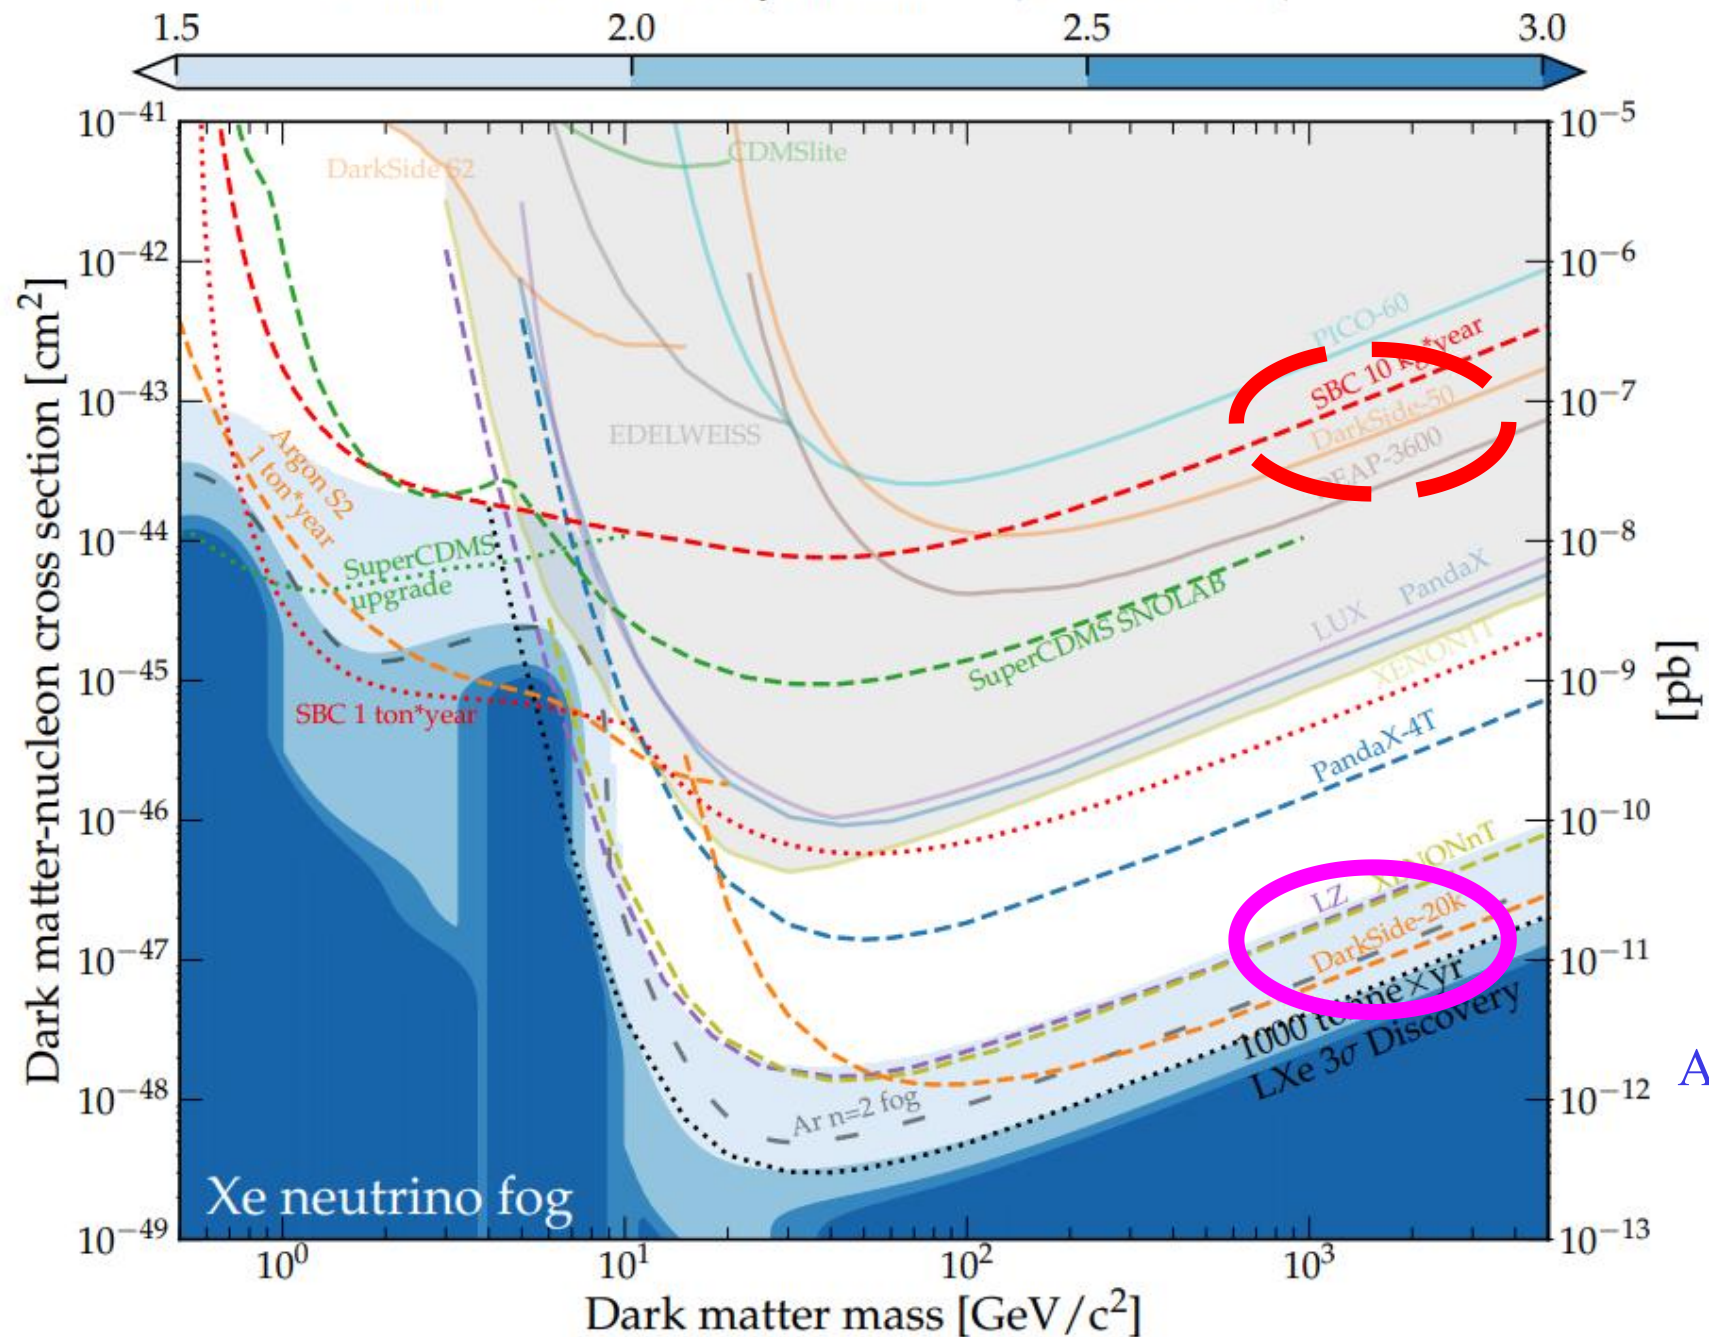 1.5 2.0 2.5 3.0
10⁻⁴¹
10⁻⁴²
10⁻⁴³
10⁻⁴⁴
10⁻⁴⁵
10⁻⁴⁶
10⁻⁴⁷
10⁻⁴⁸
10⁻⁴⁹
Dark matter-nucleon cross section [cm²]
DarkSide S2
CDMSlite
EDELWEISS
PICO-60
SBC 10 kg*year
DarkSide-50
DEAP-3600
Argon S2
1 ton*year
SuperCDMS
upgrade
SuperCDMS SNOLAB
LUX
PandaX
XENON1T
SBC 1 ton*year
PandaX-4T
LZ
XENONnT
DarkSide-20k
1000 tonne×yr
LXe 3σ Discovery
Ar n=2 fog
Xe neutrino fog
10⁻⁵
10⁻⁶
10⁻⁷
10⁻⁸
10⁻⁹
10⁻¹⁰
10⁻¹¹
10⁻¹²
10⁻¹³
[pb]
A
10⁰ 10¹ 10² 10³
Dark matter mass [GeV/c²]